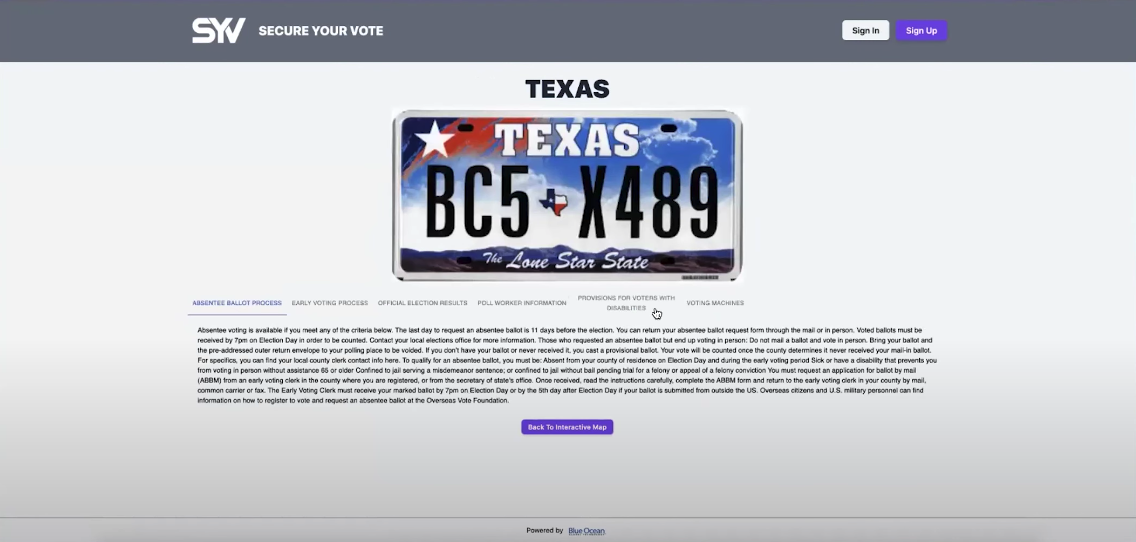 SYV SECURE YOUR VOTE
Sign In
Sign Up
TEXAS
TEXAS
BC5 X489
The Lone Star State
ABSENTEE BALLOT PROCESS
EARLY VOTING PROCESS
OFFICIAL ELECTION RESULTS
POLL WORKER INFORMATION
PROVISIONS FOR VOTERS WITH
DISABILITIES
VOTING MACHINES
Absentee voting is available if you meet any of the criteria below. The last day to request an absentee ballot is 11 days before the election. You can return your absentee ballot request form through the mail or in person. Voted ballots must be
received by 7pm on Election Day in order to be counted. Contact your local elections office for more information. Those who requested an absentee ballot but end up voting in person: Do not mail a ballot and vote in person. Bring your ballot and
the pre-addressed outer return envelope to your polling place to be voided. If you don't have your ballot or never received it, you cast a provisional ballot. Your vote will be counted once the county determines it never received your mail-in ballot.
For specifics, you can find your local county clerk contact info here. To qualify for an absentee ballot, you must be: Absent from your county of residence on Election Day and during the early voting period Sick or have a disability that prevents you
from voting in person without assistance 65 or older Confined to jail serving a misdemeanor sentence; or confined to jail without bail pending trial for a felony or appeal of a felony conviction You must request an application for ballot by mail
(ABBM) from an early voting clerk in the county where you are registered, or from the secretary of state's office. Once received, read the instructions carefully, complete the ABBM form and return to the early voting clerk in your county by mail,
common carrier or fax. The Early Voting Clerk must receive your marked ballot by 7pm on Election Day or by the 5th day after Election Day if your ballot is submitted from outside the US. Overseas citizens and U.S. military personnel can find
information on how to register to vote and request an absentee ballot at the Overseas Vote Foundation.
Back To Interactive Map
Powered by Blue Ocean